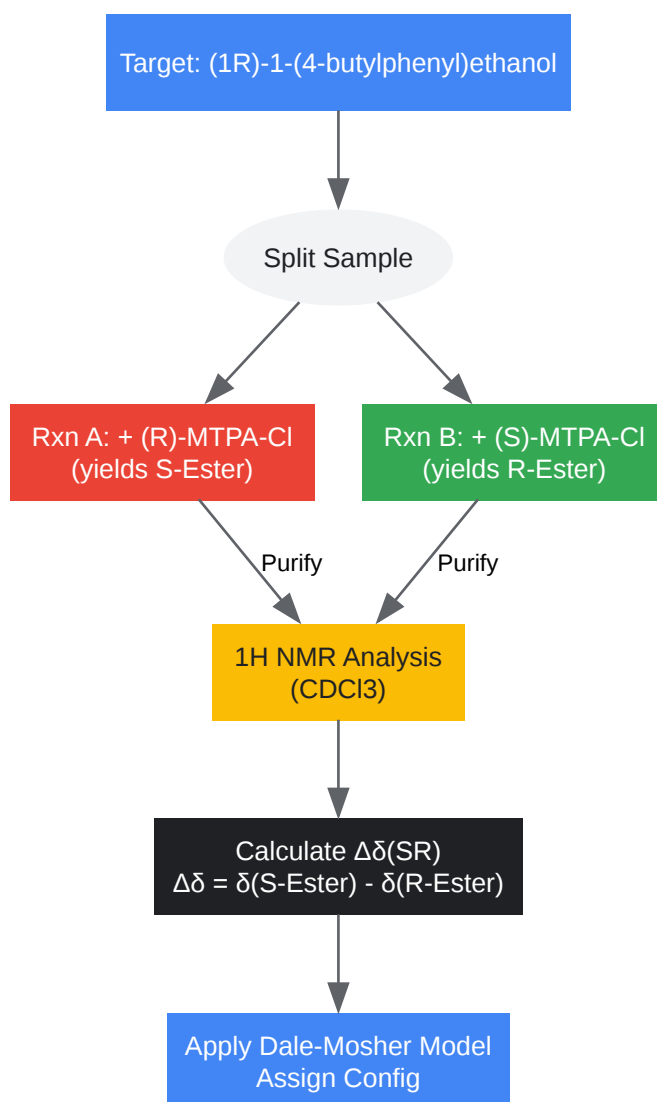 Target: (1R)-1-(4-butylphenyl)ethanol
Split Sample
Rxn A: + (R)-MTPA-Cl
(yields S-Ester)
Rxn B: + (S)-MTPA-Cl
(yields R-Ester)
Purify
Purify
1H NMR Analysis
(CDCl3)
Calculate Δδ(SR)
Δδ = δ(S-Ester) - δ(R-Ester)
Apply Dale-Mosher Model
Assign Config